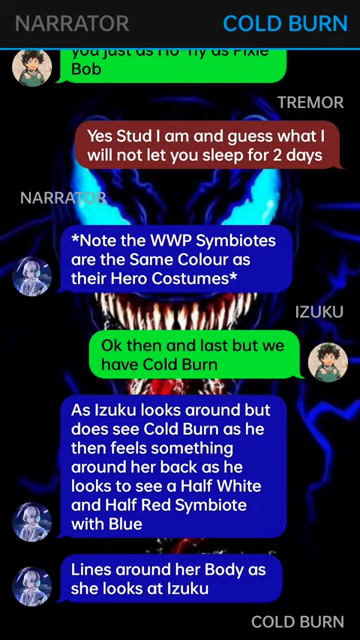 NARRATOR
COLD BURN
you just as Ho*ny as Pixie
Bob
TREMOR
Yes Stud I am and guess what I
will not let you sleep for 2 days
NARRATOR
*Note the WWP Symbiotes
are the Same Colour as
their Hero Costumes*
IZUKU
Ok then and last but we
have Cold Burn
As Izuku looks around but
does see Cold Burn as he
then feels something
around her back as he
looks to see a Half White
and Half Red Symbiote
with Blue
Lines around her Body as
she looks at Izuku
COLD BURN